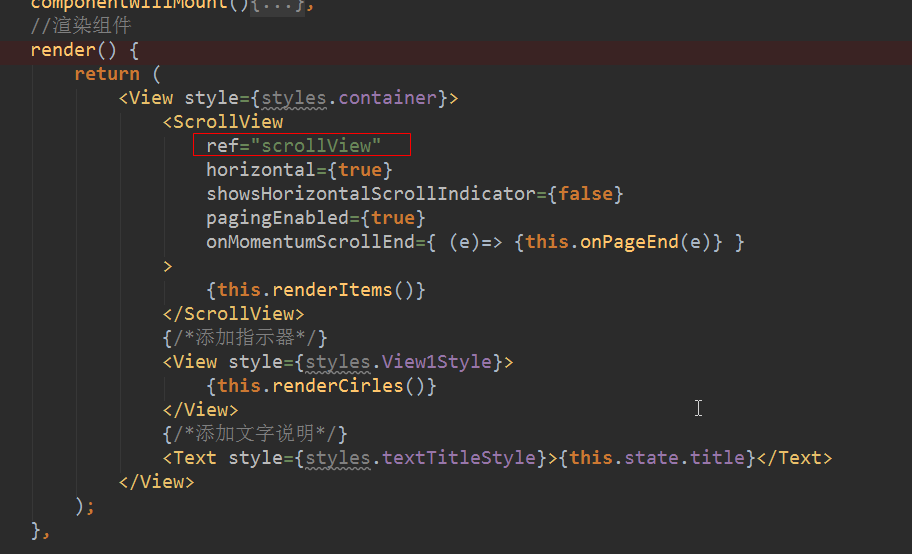 componentWillMount(){...},
//渲染组件
render() {
return (
<View style={styles.container}>
<ScrollView
ref="scrollView"
horizontal={true}
showsHorizontalScrollIndicator={false}
pagingEnabled={true}
onMomentumScrollEnd={ (e)=> {this.onPageEnd(e)} }
>
{this.renderItems()}
</ScrollView>
{/*添加指示器*/}
<View style={styles.View1Style}>
{this.renderCirles()}
</View>
{/*添加文字说明*/}
<Text style={styles.textTitleStyle}>{this.state.title}</Text>
</View>
);
},